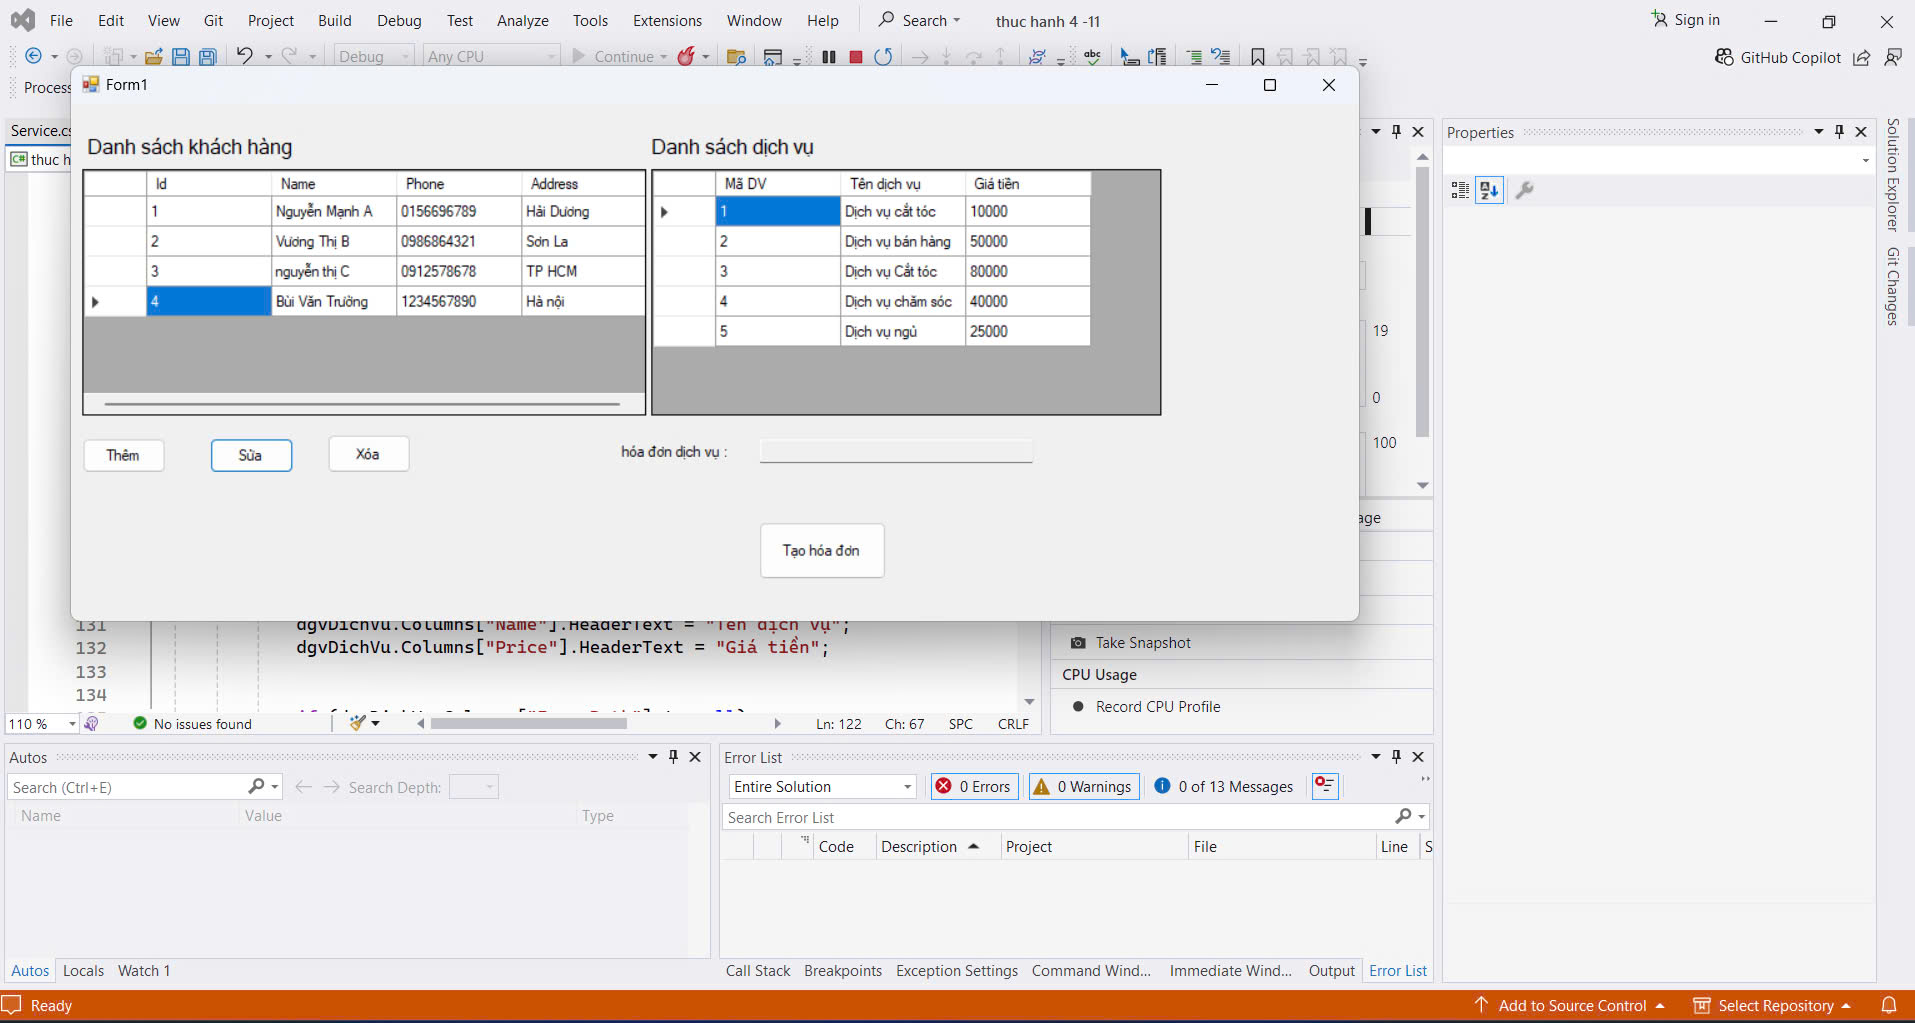 File Edit View Git Project Build Debug Test Analyze Tools Extensions Window Help Search thuc hanh 4 -11 Sign in
Debug Any CPU Continue GitHub Copilot
Process
Form1
Service.cs
thuc h
Danh sách khách hàng
Id Name Phone Address
1 Nguyễn Mạnh A 0156696789 Hải Dương
2 Vương Thị B 0986864321 Sơn La
3 nguyễn thị C 0912578678 TP HCM
4 Bùi Văn Trường 1234567890 Hà nội
Danh sách dịch vụ
Mã DV Tên dịch vụ Giá tiền
1 Dịch vụ cắt tóc 10000
2 Dịch vụ bán hàng 50000
3 Dịch vụ Cắt tóc 80000
4 Dịch vụ chăm sóc 40000
5 Dịch vụ ngủ 25000
Thêm Sửa Xóa
hóa đơn dịch vụ :
Tạo hóa đơn
19
0
100
age
Take Snapshot
CPU Usage
Record CPU Profile
Properties
Solution Explorer
Git Changes
131 dgvDichVu.Columns["Name"].HeaderText = "Tên dịch vụ";
132 dgvDichVu.Columns["Price"].HeaderText = "Giá tiền";
133
134
110 % No issues found Ln: 122 Ch: 67 SPC CRLF
Autos
Search (Ctrl+E) Search Depth:
Name Value Type
Autos Locals Watch 1
Error List
Entire Solution 0 Errors 0 Warnings 0 of 13 Messages
Search Error List
Code Description Project File Line S
Call Stack Breakpoints Exception Settings Command Wind... Immediate Wind... Output Error List
Ready Add to Source Control Select Repository